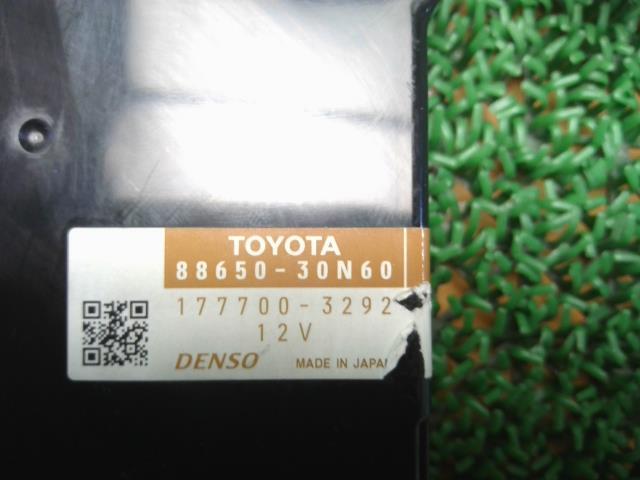 TOYOTA
88650-30N60
177700-3292
12V
DENSO MADE IN JAPAN